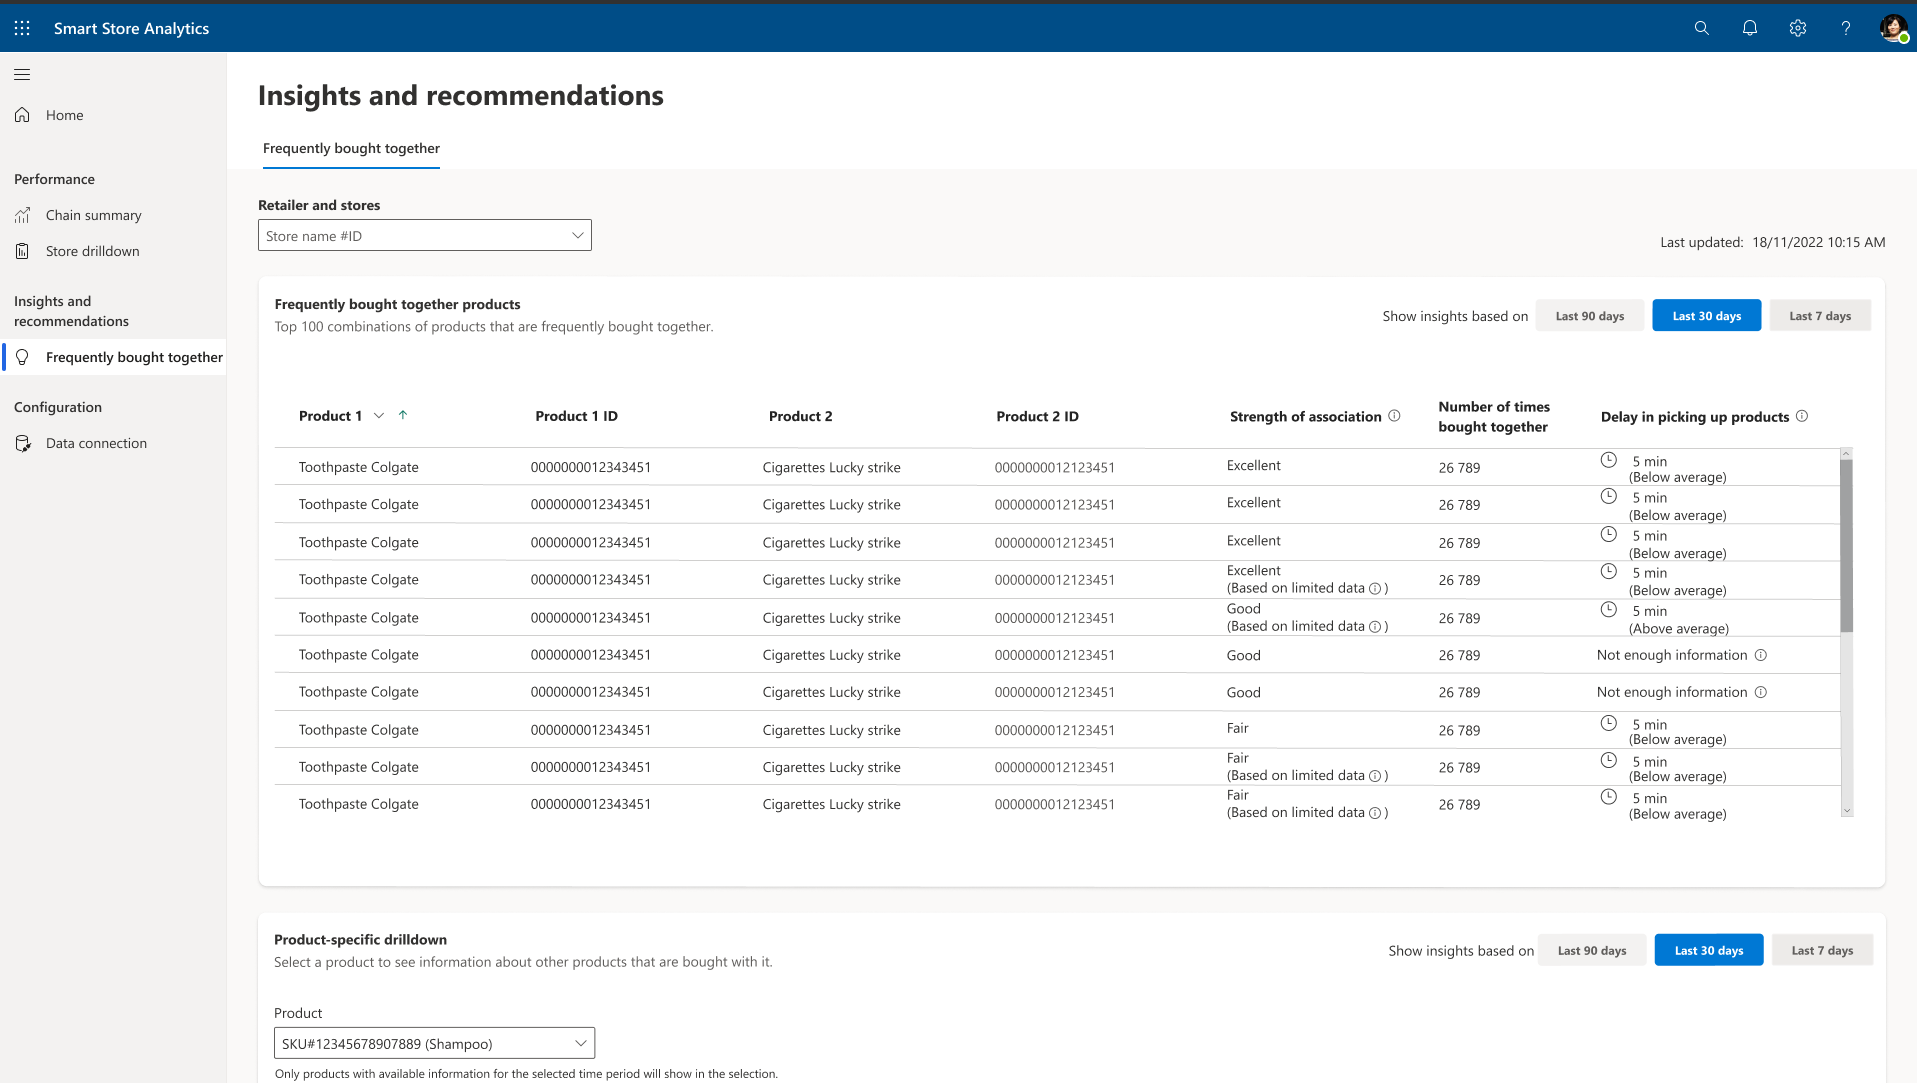 Smart Store Analytics
Home
Performance
Chain summary
Store drilldown
Insights and
recommendations
Frequently bought together
Configuration
Data connection
Insights and recommendations
Frequently bought together
Retailer and stores
Store name #ID
Last updated: 18/11/2022 10:15 AM
Frequently bought together products
Top 100 combinations of products that are frequently bought together.
Show insights based on Last 90 days Last 30 days Last 7 days
Product 1 Product 1 ID Product 2 Product 2 ID Strength of association Number of times bought together Delay in picking up products
Toothpaste Colgate 0000000012343451 Cigarettes Lucky strike 0000000012123451 Excellent 26 789 5 min (Below average)
Toothpaste Colgate 0000000012343451 Cigarettes Lucky strike 0000000012123451 Excellent 26 789 5 min (Below average)
Toothpaste Colgate 0000000012343451 Cigarettes Lucky strike 0000000012123451 Excellent 26 789 5 min (Below average)
Toothpaste Colgate 0000000012343451 Cigarettes Lucky strike 0000000012123451 Excellent (Based on limited data ) 26 789 5 min (Below average)
Toothpaste Colgate 0000000012343451 Cigarettes Lucky strike 0000000012123451 Good (Based on limited data ) 26 789 5 min (Above average)
Toothpaste Colgate 0000000012343451 Cigarettes Lucky strike 0000000012123451 Good 26 789 Not enough information
Toothpaste Colgate 0000000012343451 Cigarettes Lucky strike 0000000012123451 Good 26 789 Not enough information
Toothpaste Colgate 0000000012343451 Cigarettes Lucky strike 0000000012123451 Fair 26 789 5 min (Below average)
Toothpaste Colgate 0000000012343451 Cigarettes Lucky strike 0000000012123451 Fair (Based on limited data ) 26 789 5 min (Below average)
Toothpaste Colgate 0000000012343451 Cigarettes Lucky strike 0000000012123451 Fair (Based on limited data ) 26 789 5 min (Below average)
Product-specific drilldown
Select a product to see information about other products that are bought with it.
Show insights based on Last 90 days Last 30 days Last 7 days
Product
SKU#12345678907889 (Shampoo)
Only products with available information for the selected time period will show in the selection.